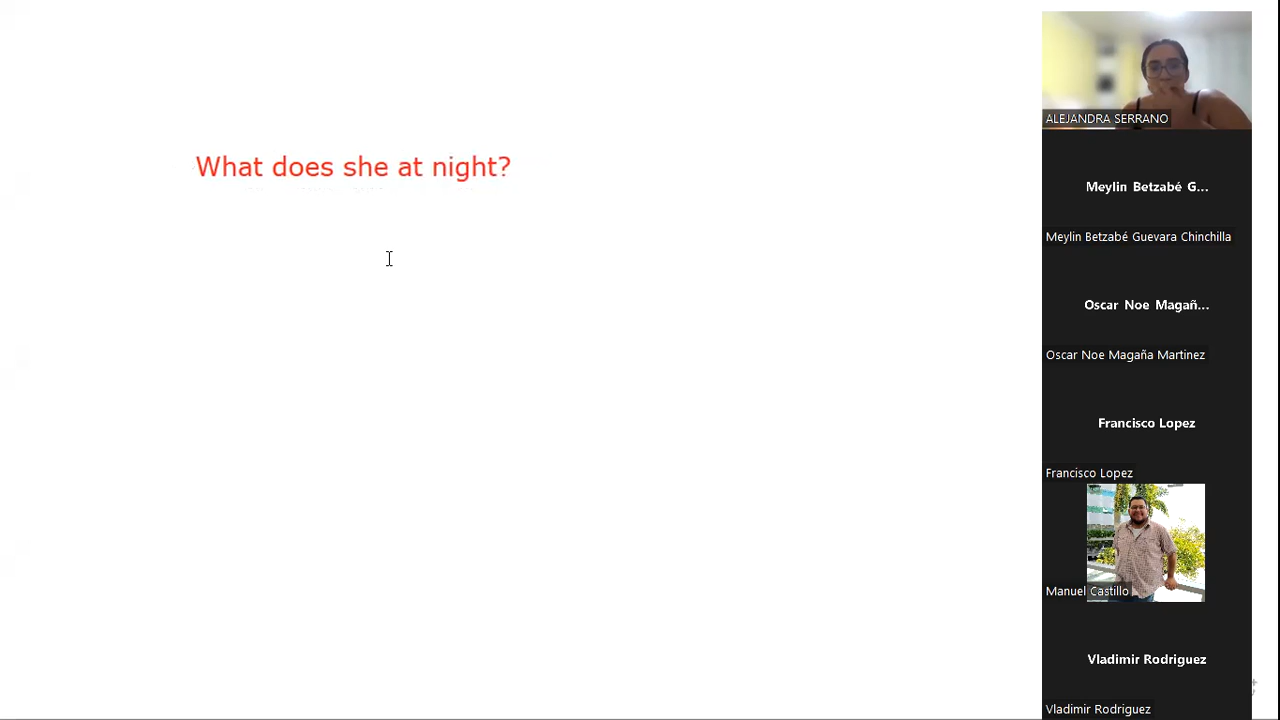 What does she at night?
ALEJANDRA SERRANO
Meylin Betzabé G...
Meylin Betzabé Guevara Chinchilla
Oscar Noe Magañ...
Oscar Noe Magaña Martinez
Francisco Lopez
Francisco Lopez
Manuel Castillo
Vladimir Rodriguez
Vladimir Rodriguez